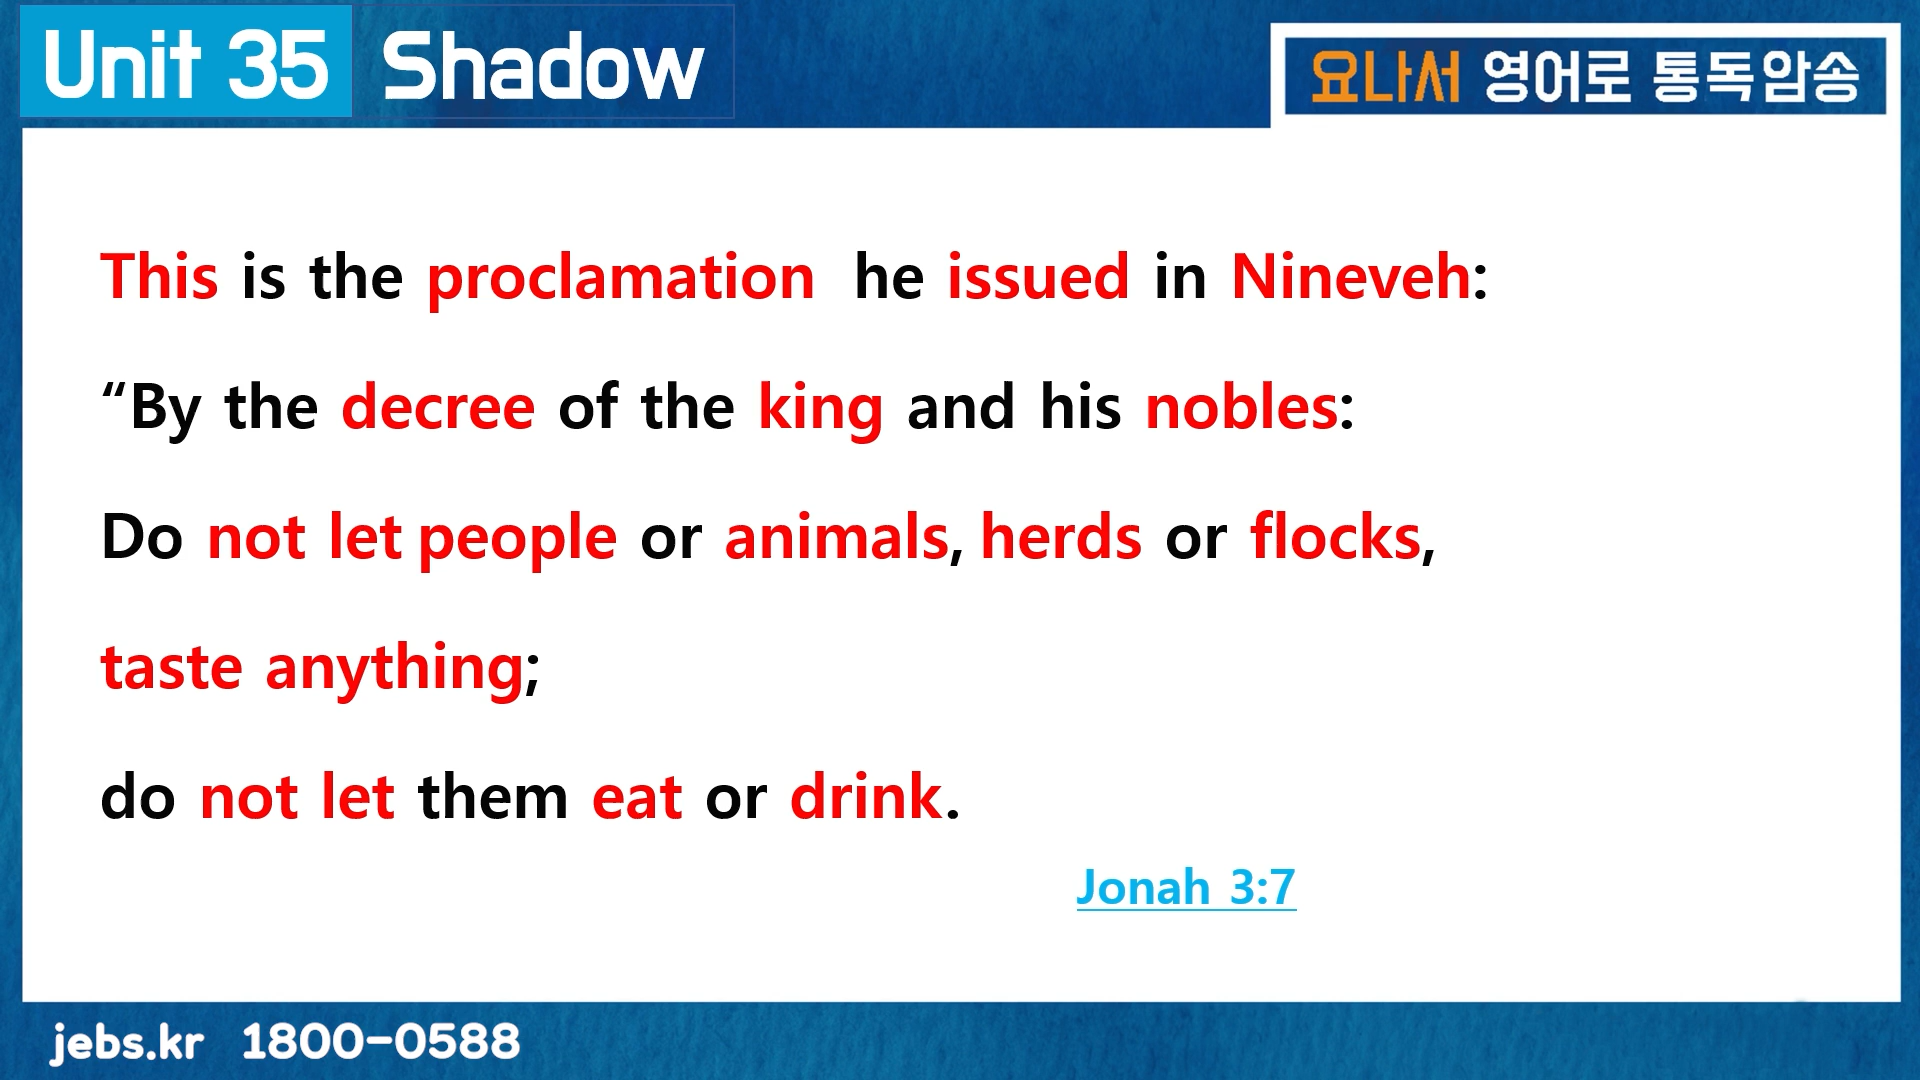 Unit 35 Shadow
요나서 영어로 통독암송
This is the proclamation he issued in Nineveh:
“By the decree of the king and his nobles:
Do not let people or animals, herds or flocks,
taste anything;
do not let them eat or drink.
Jonah 3:7
jebs.kr 1800-0588